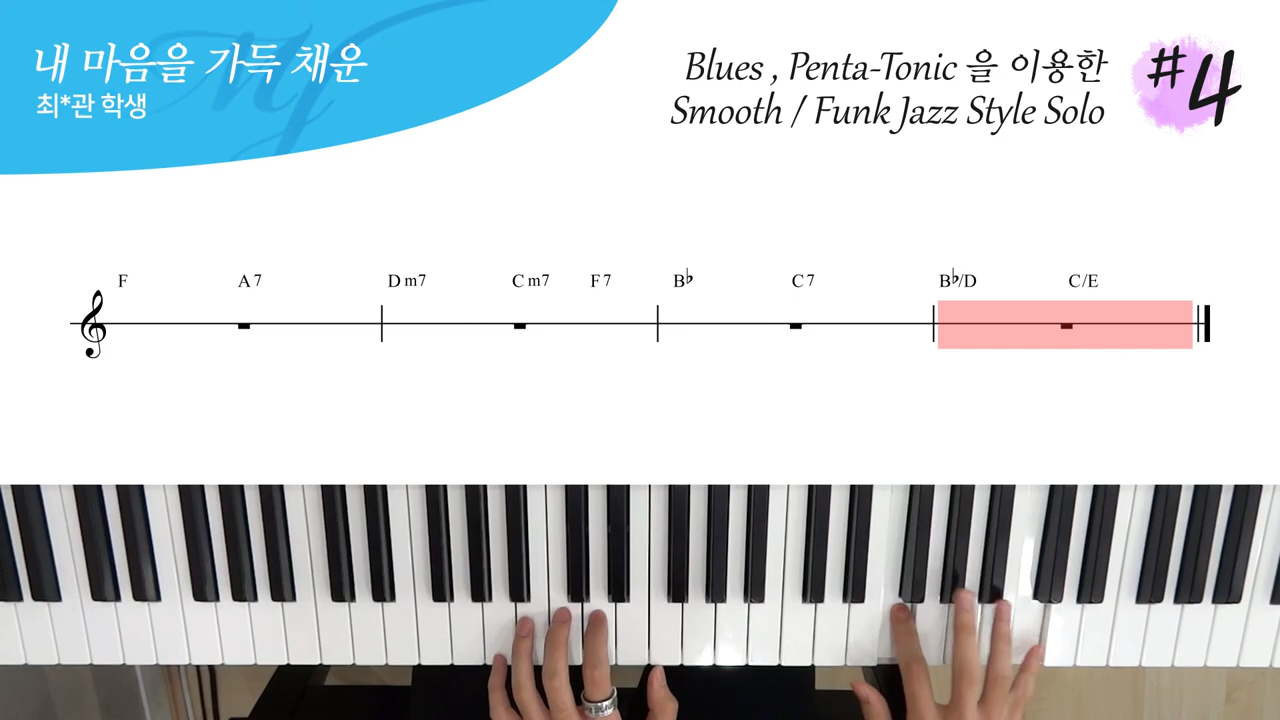 내 마음을 가득 채운
최*관 학생
Blues , Penta-Tonic 을 이용한
Smooth / Funk Jazz Style Solo
#4
F A7 Dm7 Cm7 F7 B♭ C7 B♭/D C/E